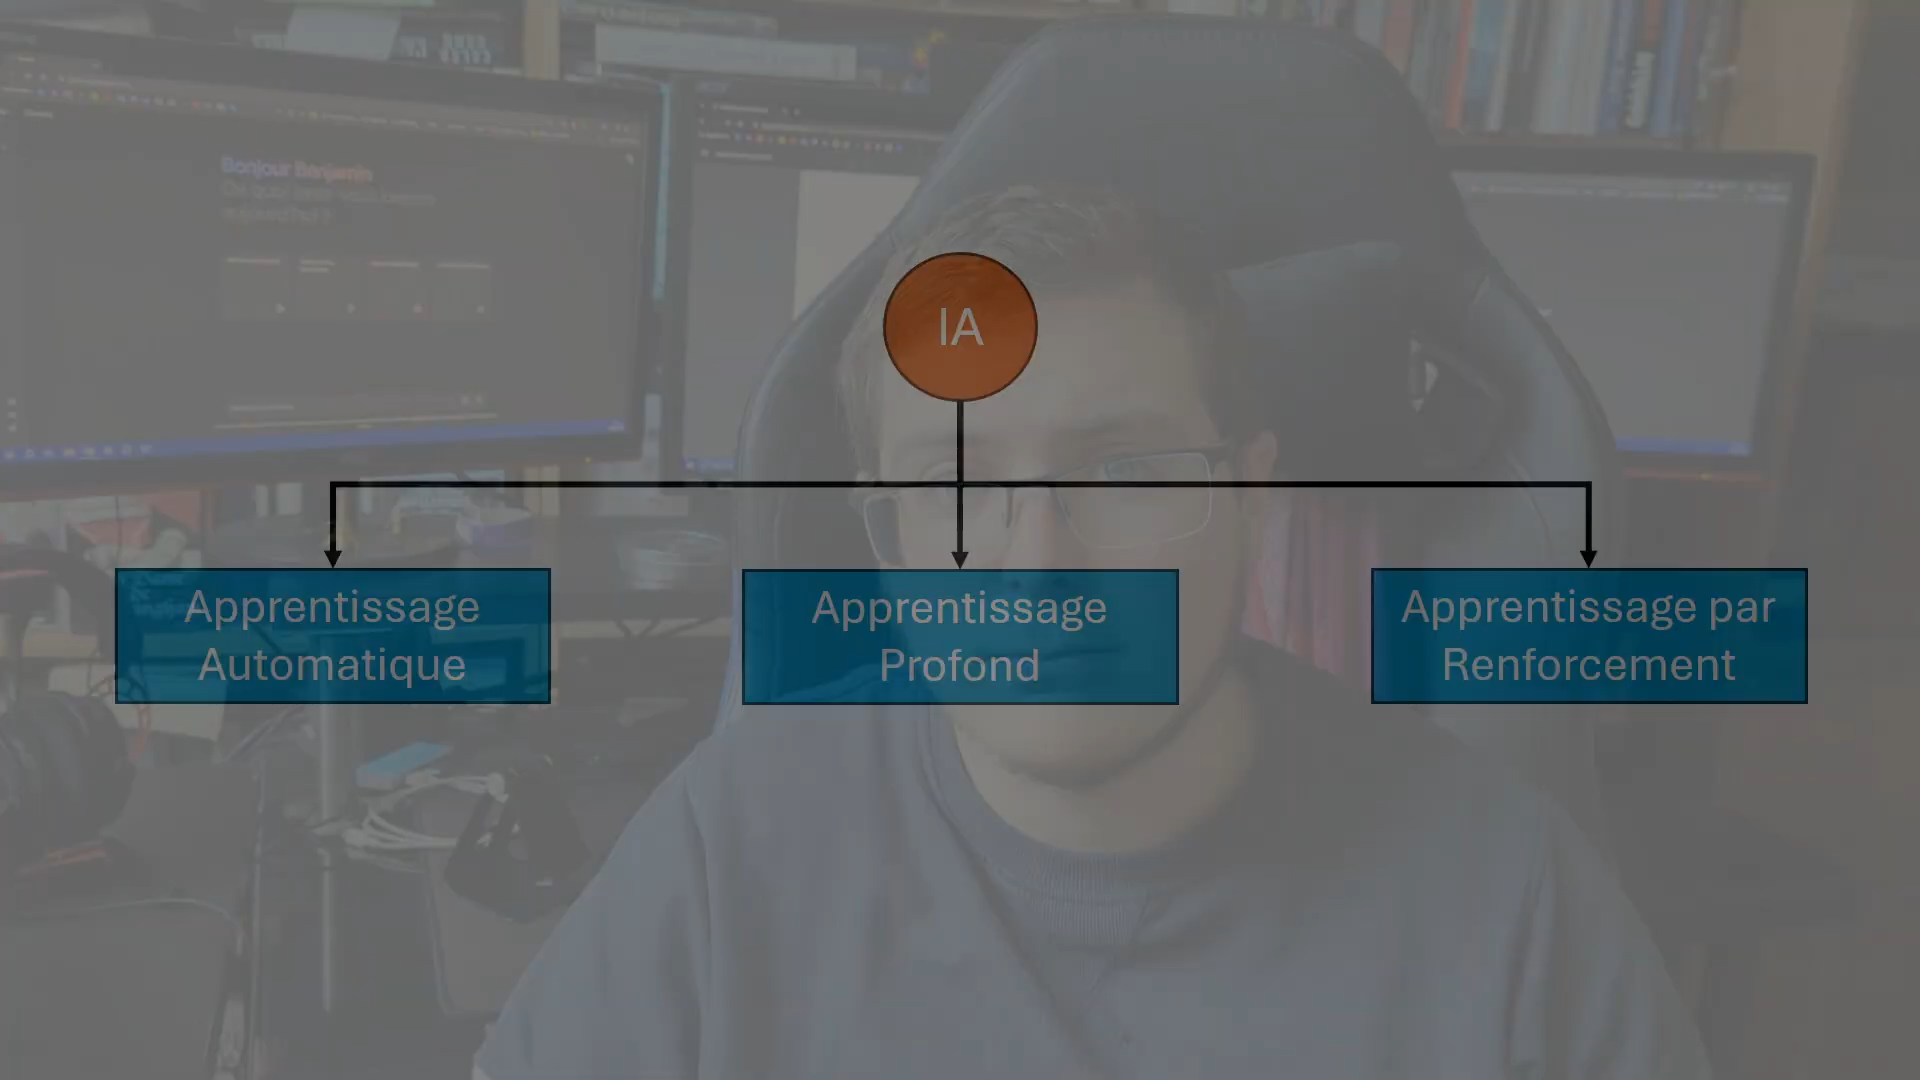 Bonjour Benjamin
IA
Apprentissage
Automatique
Apprentissage
Profond
Apprentissage par
Renforcement